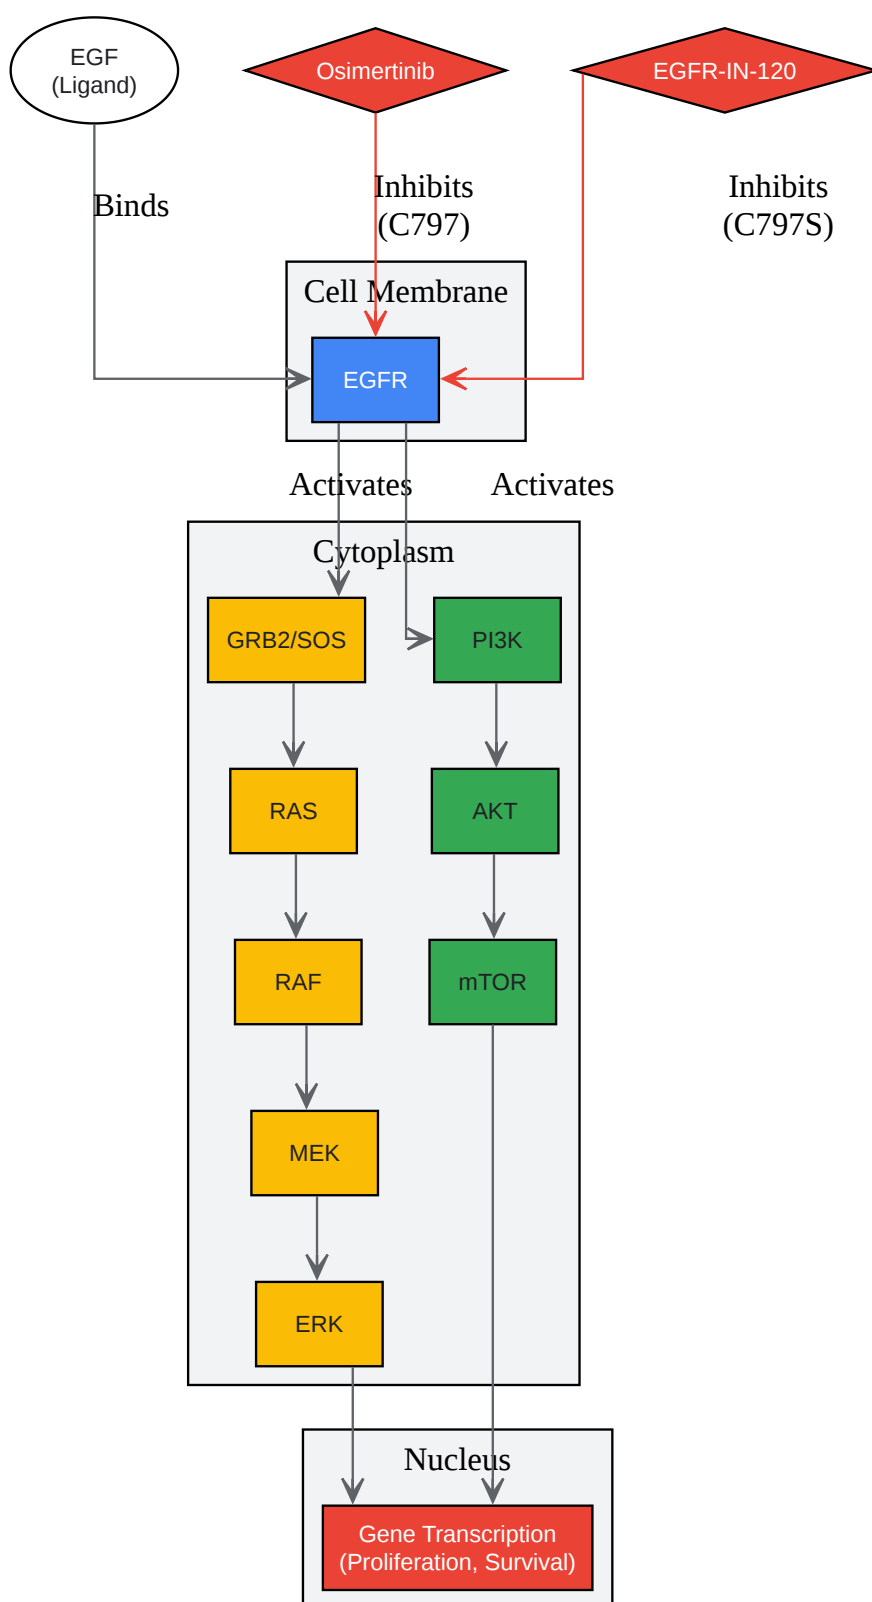 EGF
(Ligand)
Osimertinib
EGFR-IN-120
Binds
Inhibits
(C797)
Inhibits
(C797S)
Cell Membrane
EGFR
Activates
Activates
Cytoplasm
GRB2/SOS
PI3K
RAS
AKT
RAF
mTOR
MEK
ERK
Nucleus
Gene Transcription
(Proliferation, Survival)